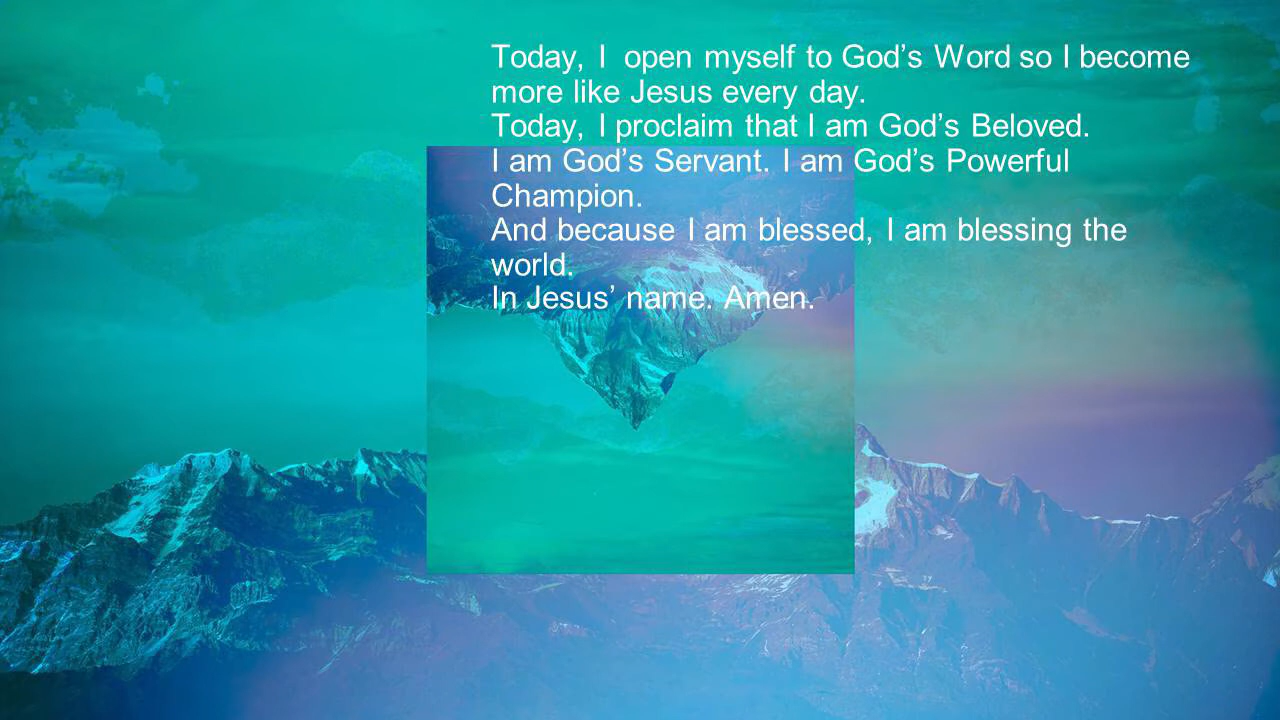 Today, I  open myself to God’s Word so I become
more like Jesus every day.
Today, I proclaim that I am God’s Beloved.
I am God’s Servant. I am God’s Powerful
Champion.
And because I am blessed, I am blessing the
world.
In Jesus’ name. Amen.